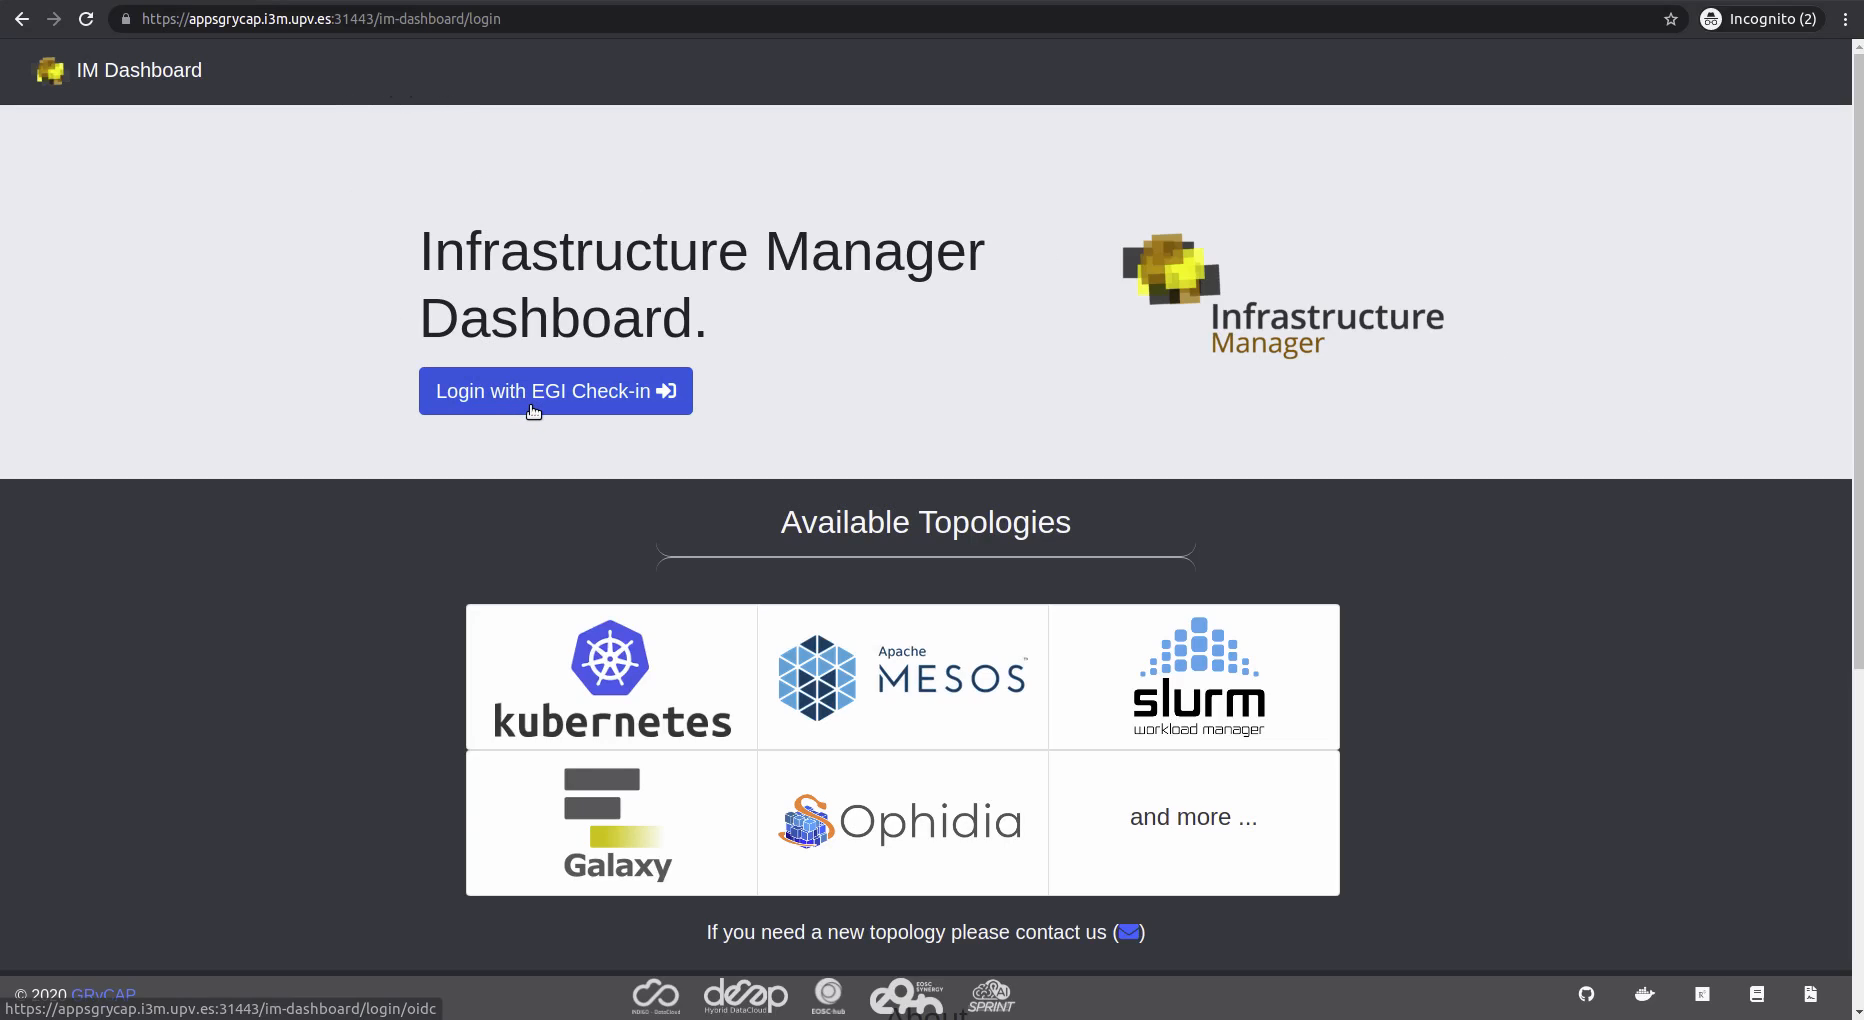 https://appsgrycap.i3m.upv.es:31443/im-dashboard/login
Incognito (2)
IM Dashboard
Infrastructure Manager
Dashboard.
Infrastructure
Manager
Login with EGI Check-in
Available Topologies
kubernetes
Apache
MESOS™
slurm
workload manager
Galaxy
Ophidia
and more ...
If you need a new topology please contact us ( )
© 2020 GRyCAP
https://appsgrycap.i3m.upv.es:31443/im-dashboard/login/oidc
INDIGO - DataCloud
deep
Hybrid DataCloud
EOSC-hub
eosc
EOSC SYNERGY
AI
SPRINT
About